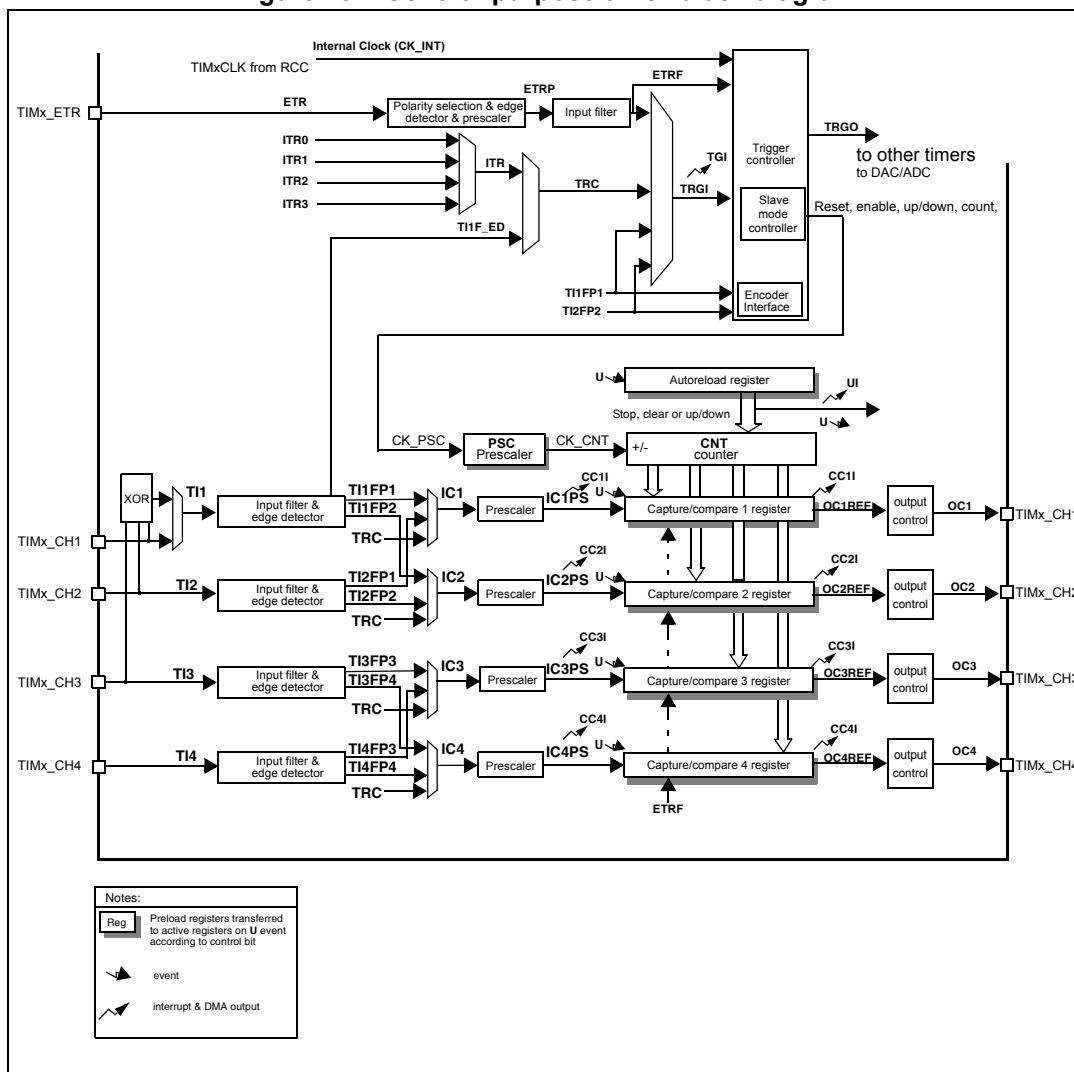 Internal Clock (CK_INT)
TIMxCLK from RCC
ETRF
ETRP
TIMx_ETR
ETR
Polarity selection & edge
detector & prescaler
Input filter
TRGO
ITR0
ITR1
ITR2
ITR3
ITR
TRC
TGI
TRGI
Trigger
controller
to other timers
to DAC/ADC
Slave
mode
controller
Reset, enable, up/down, count,
TI1F_ED
TI1FP1
TI2FP2
Encoder
Interface
U
Autoreload register
UI
Stop, clear or up/down
U
CK_PSC
PSC
Prescaler
CK_CNT
+/-
CNT
counter
XOR
TI1
Input filter &
edge detector
TI1FP1
TI1FP2
TRC
IC1
Prescaler
IC1PS
CC1I
U
Capture/compare 1 register
CC1I
OC1REF
output
control
OC1
TIMx_CH1
TIMx_CH1
TIMx_CH2
TI2
Input filter &
edge detector
TI2FP1
TI2FP2
TRC
IC2
Prescaler
IC2PS
CC2I
U
Capture/compare 2 register
CC2I
OC2REF
output
control
OC2
TIMx_CH2
TIMx_CH3
TI3
Input filter &
edge detector
TI3FP3
TI3FP4
TRC
IC3
Prescaler
IC3PS
CC3I
U
Capture/compare 3 register
CC3I
OC3REF
output
control
OC3
TIMx_CH3
TIMx_CH4
TI4
Input filter &
edge detector
TI4FP3
TI4FP4
TRC
IC4
Prescaler
IC4PS
CC4I
U
Capture/compare 4 register
CC4I
OC4REF
output
control
OC4
TIMx_CH4
ETRF
Notes:
Reg
Preload registers transferred
to active registers on U event
according to control bit
event
interrupt & DMA output